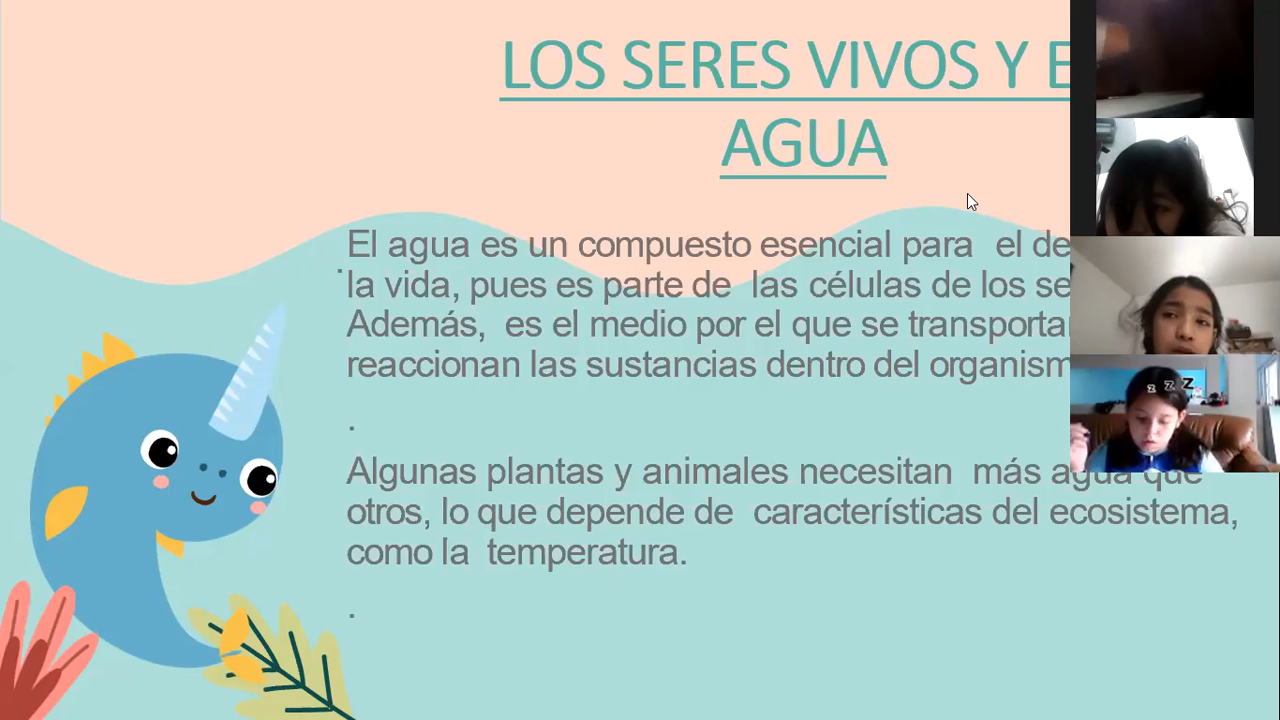 LOS SERES VIVOS Y E
AGUA
El agua es un compuesto esencial para el de
la vida, pues es parte de las células de los se
Además, es el medio por el que se transporta
reaccionan las sustancias dentro del organism
.
Algunas plantas y animales necesitan más agua que
otros, lo que depende de características del ecosistema,
como la temperatura.
.
z z z